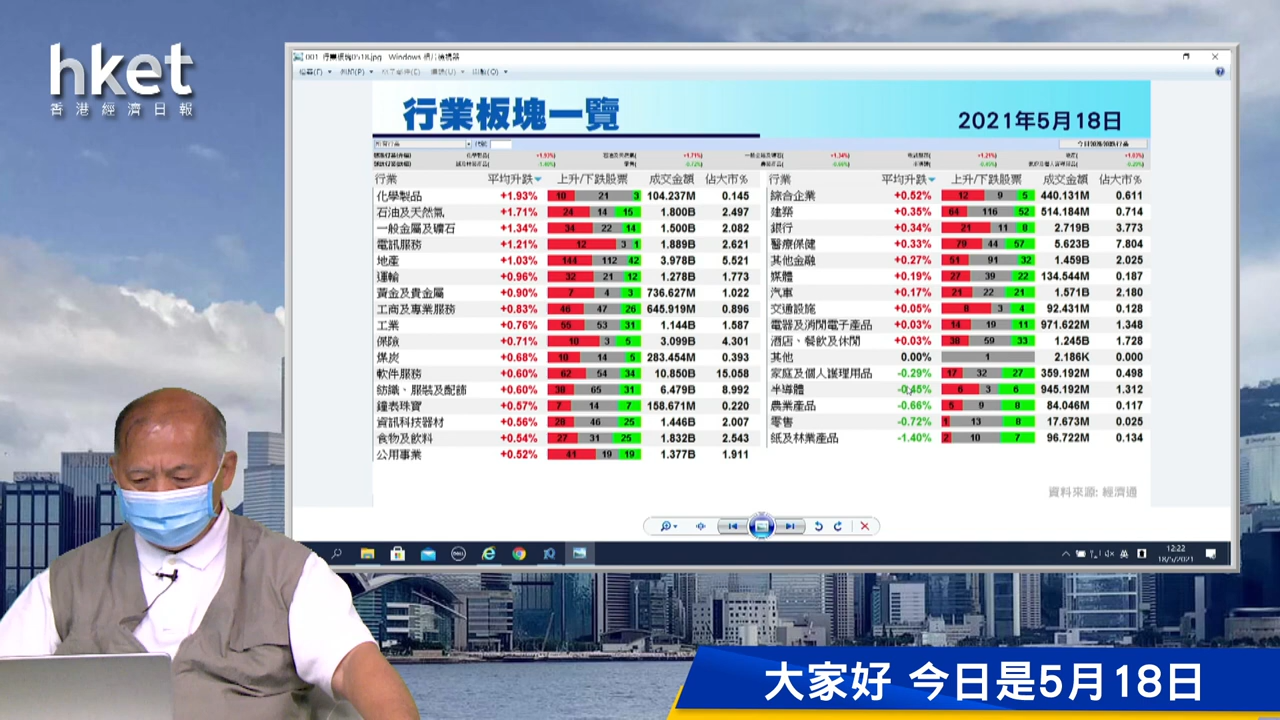 hket
香港經濟日報
行業板塊一覽
2021年5月18日
行業 平均升跌 上升/下跌股票 成交金額 佔大市%
化學製品 +1.93% 10 21 3 104.237M 0.145
石油及天然氣 +1.71% 24 14 15 1.800B 2.497
一般金屬及礦石 +1.34% 34 22 14 1.500B 2.082
電訊服務 +1.21% 12 3 1 1.889B 2.621
地產 +1.03% 144 112 42 3.978B 5.521
運輸 +0.96% 32 21 12 1.278B 1.773
黃金及貴金屬 +0.90% 7 4 3 736.627M 1.022
工商及專業服務 +0.83% 46 47 26 645.919M 0.896
工業 +0.76% 55 53 31 1.144B 1.587
保險 +0.71% 10 3 5 3.099B 4.301
煤炭 +0.68% 10 14 5 283.454M 0.393
軟件服務 +0.60% 62 54 34 10.850B 15.058
紡織、服裝及配飾 +0.60% 38 65 31 6.479B 8.992
鐘表珠寶 +0.57% 7 14 7 158.671M 0.220
資訊科技器材 +0.56% 28 46 25 1.446B 2.007
食物及飲料 +0.54% 27 31 25 1.832B 2.543
公用事業 +0.52% 41 19 19 1.377B 1.911
行業 平均升跌 上升/下跌股票 成交金額 佔大市%
綜合企業 +0.52% 12 9 5 440.131M 0.611
建築 +0.35% 64 116 52 514.184M 0.714
銀行 +0.34% 21 11 8 2.719B 3.773
醫療保健 +0.33% 79 44 57 5.623B 7.804
其他金融 +0.27% 51 91 32 1.459B 2.025
媒體 +0.19% 27 39 22 134.544M 0.187
汽車 +0.17% 21 22 21 1.571B 2.180
交通設施 +0.05% 8 3 4 92.431M 0.128
電器及消閒電子產品 +0.03% 14 19 11 971.622M 1.348
酒店、餐飲及休閒 +0.03% 38 59 33 1.245B 1.728
其他 0.00% 1 2.186K 0.000
家庭及個人護理用品 -0.29% 17 32 27 359.192M 0.498
半導體 -0.45% 6 3 6 945.192M 1.312
農業產品 -0.66% 5 9 8 84.046M 0.117
零售 -0.72% 1 13 8 17.673M 0.025
紙及林業產品 -1.40% 2 10 7 96.722M 0.134
資料來源: 經濟通
12:22
18/5/2021
大家好 今日是5月18日